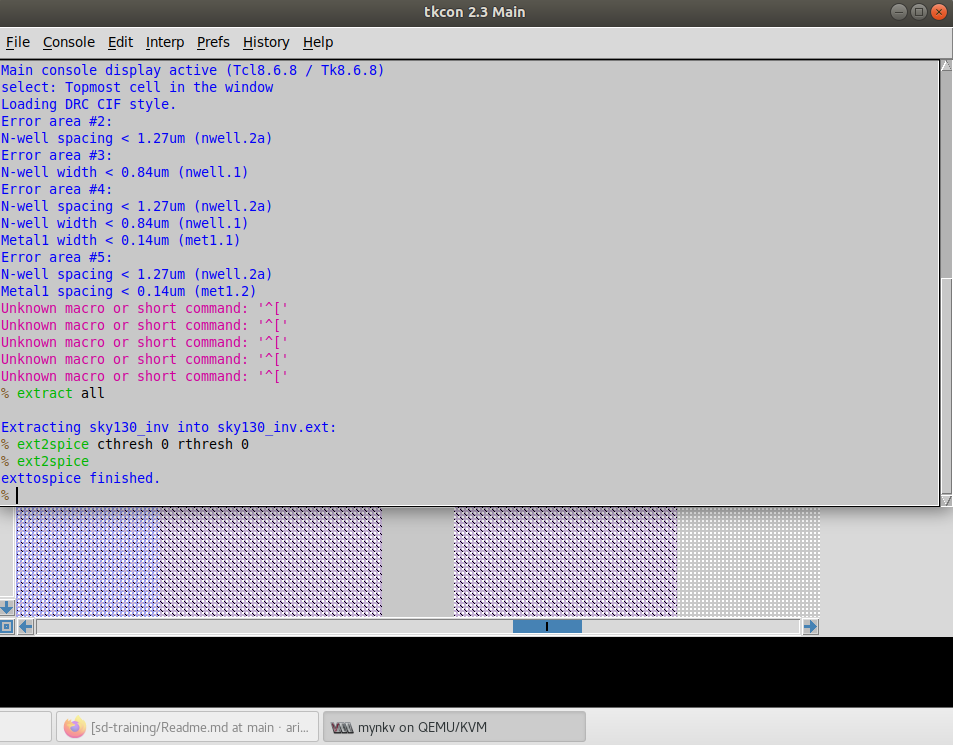 tkcon 2.3 Main
File Console Edit Interp Prefs History Help
Main console display active (Tcl8.6.8 / Tk8.6.8)
select: Topmost cell in the window
Loading DRC CIF style.
Error area #2:
N-well spacing < 1.27um (nwell.2a)
Error area #3:
N-well width < 0.84um (nwell.1)
Error area #4:
N-well spacing < 1.27um (nwell.2a)
N-well width < 0.84um (nwell.1)
Metal1 width < 0.14um (met1.1)
Error area #5:
N-well spacing < 1.27um (nwell.2a)
Metal1 spacing < 0.14um (met1.2)
Unknown macro or short command: '^['
Unknown macro or short command: '^['
Unknown macro or short command: '^['
Unknown macro or short command: '^['
Unknown macro or short command: '^['
% extract all
Extracting sky130_inv into sky130_inv.ext:
% ext2spice cthresh 0 rthresh 0
% ext2spice
exttospice finished.
%
[sd-training/Readme.md at main · ari...
mynkv on QEMU/KVM